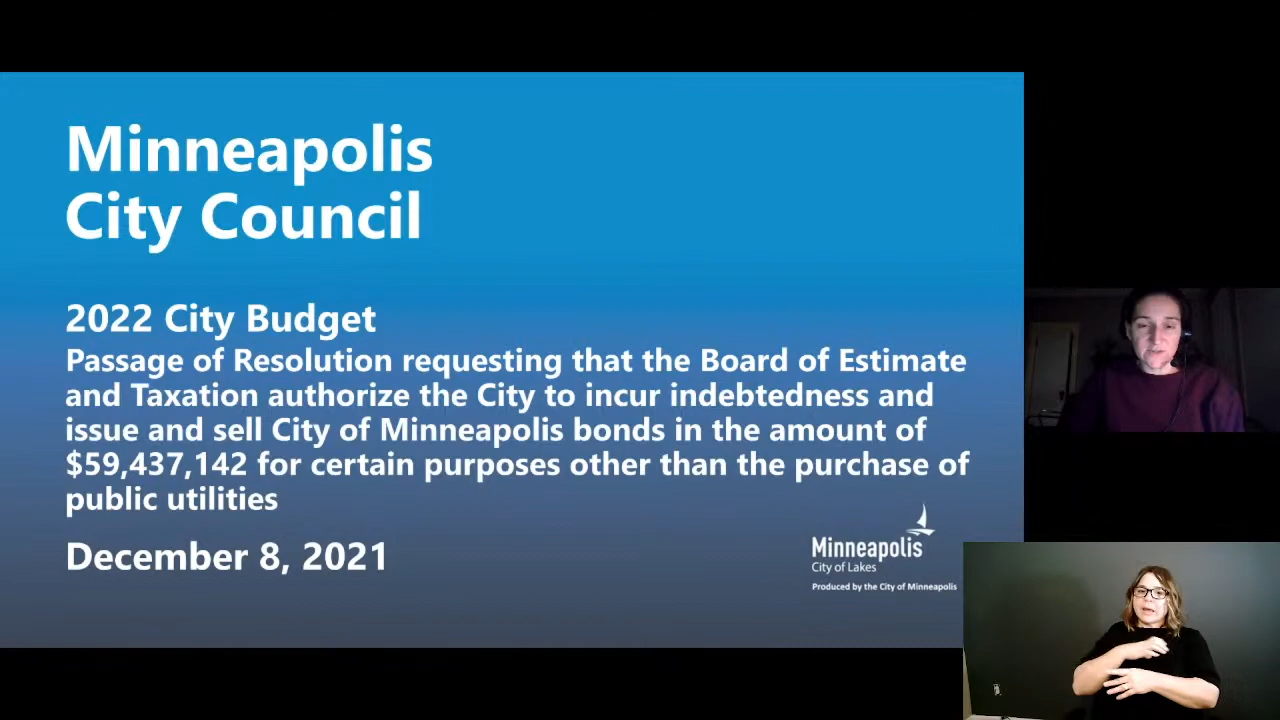 Minneapolis
City Council
2022 City Budget
Passage of Resolution requesting that the Board of Estimate
and Taxation authorize the City to incur indebtedness and
issue and sell City of Minneapolis bonds in the amount of
$59,437,142 for certain purposes other than the purchase of
public utilities
December 8, 2021
Minneapolis
City of Lakes
Produced by the City of Minneapolis